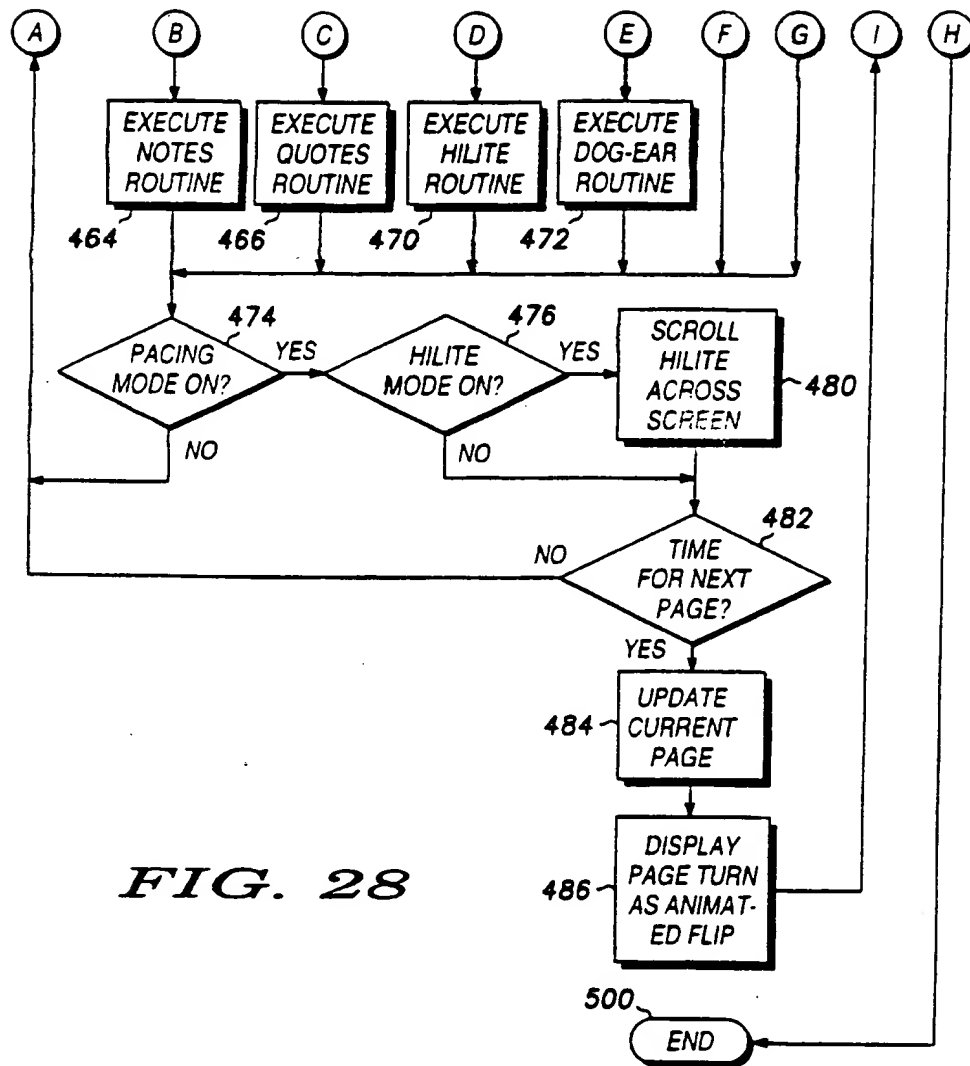 A B C D E F G I H
EXECUTE
NOTES
ROUTINE
464
EXECUTE
QUOTES
ROUTINE
466
EXECUTE
HILITE
ROUTINE
470
EXECUTE
DOG-EAR
ROUTINE
472
PACING
MODE ON?
474
YES
NO
HILITE
MODE ON?
476
YES
NO
SCROLL
HILITE
ACROSS
SCREEN
480
TIME
FOR NEXT
PAGE?
482
NO
YES
UPDATE
CURRENT
PAGE
484
DISPLAY
PAGE TURN
AS ANIMAT-
ED FLIP
486
FIG. 28
500
END